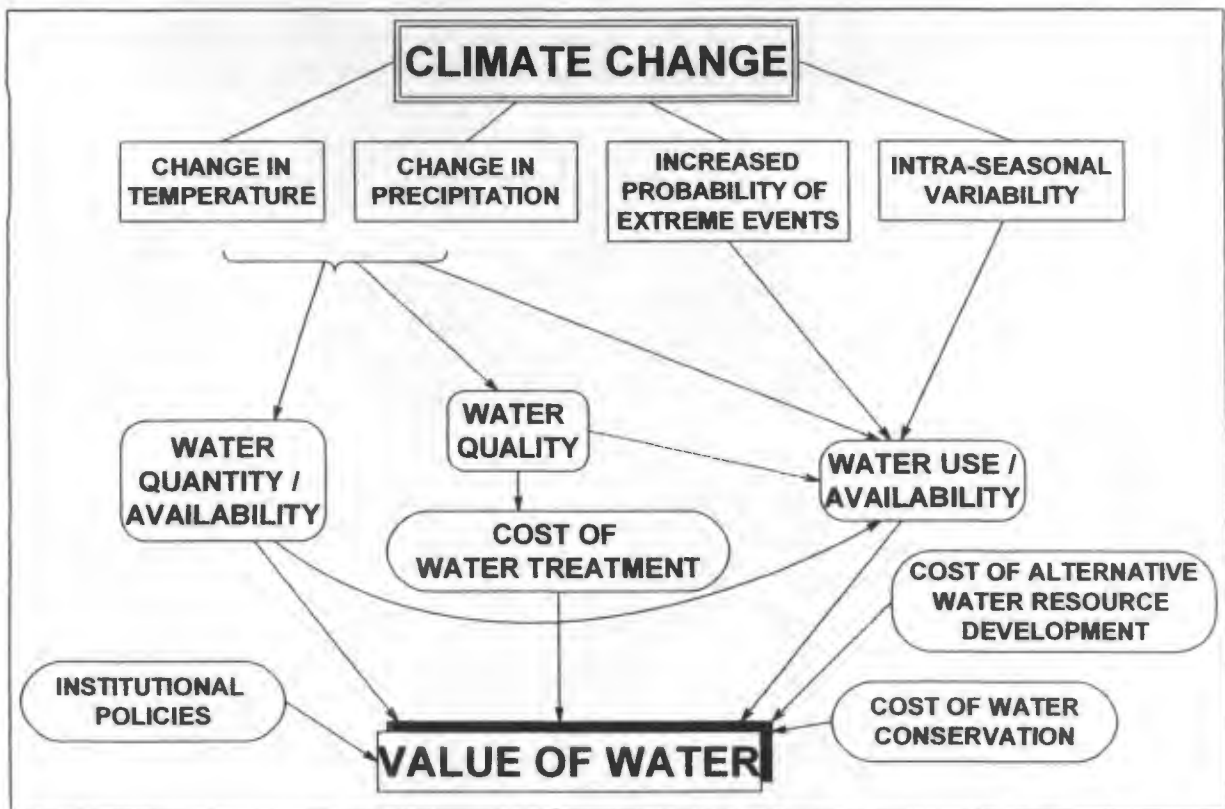 CLIMATE CHANGE
CHANGE IN
TEMPERATURE
CHANGE IN
PRECIPITATION
INCREASED
PROBABILITY OF
EXTREME EVENTS
INTRA-SEASONAL
VARIABILITY
WATER
QUANTITY /
AVAILABILITY
WATER
QUALITY
WATER USE /
AVAILABILITY
COST OF
WATER TREATMENT
COST OF ALTERNATIVE
WATER RESOURCE
DEVELOPMENT
INSTITUTIONAL
POLICIES
COST OF WATER
CONSERVATION
VALUE OF WATER